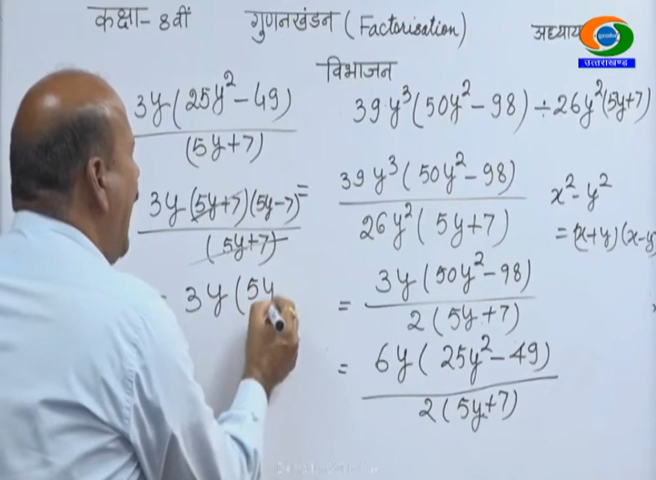 कक्षा- 8वीं गुणनखंडन (Factorisation) अध्याय
उत्तराखण्ड
विभाजन
3y(25y² - 49)
(5y+7)
3y(5y+7)(5y-7)
(5y+7)
3y(5y
39y³(50y² - 98) ÷ 26y²(5y+7)
= 39y³(50y² - 98)
26y²(5y+7)
= 3y(50y² - 98)
2(5y+7)
= 6y(25y² - 49)
2(5y+7)
x² - y²
= (x+y)(x-y